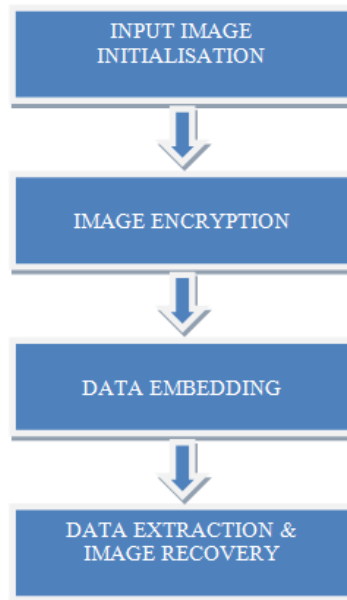 INPUT IMAGE
INITIALISATION
IMAGE ENCRYPTION
DATA EMBEDDING
DATA EXTRACTION &
IMAGE RECOVERY